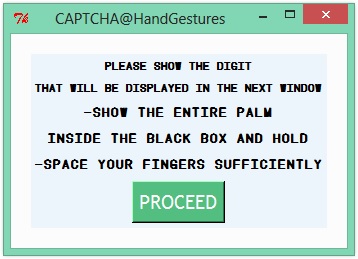 CAPTCHA@HandGestures
PLEASE SHOW THE DIGIT
THAT WILL BE DISPLAYED IN THE NEXT WINDOW
-SHOW THE ENTIRE PALM
INSIDE THE BLACK BOX AND HOLD
-SPACE YOUR FINGERS SUFFICIENTLY
PROCEED